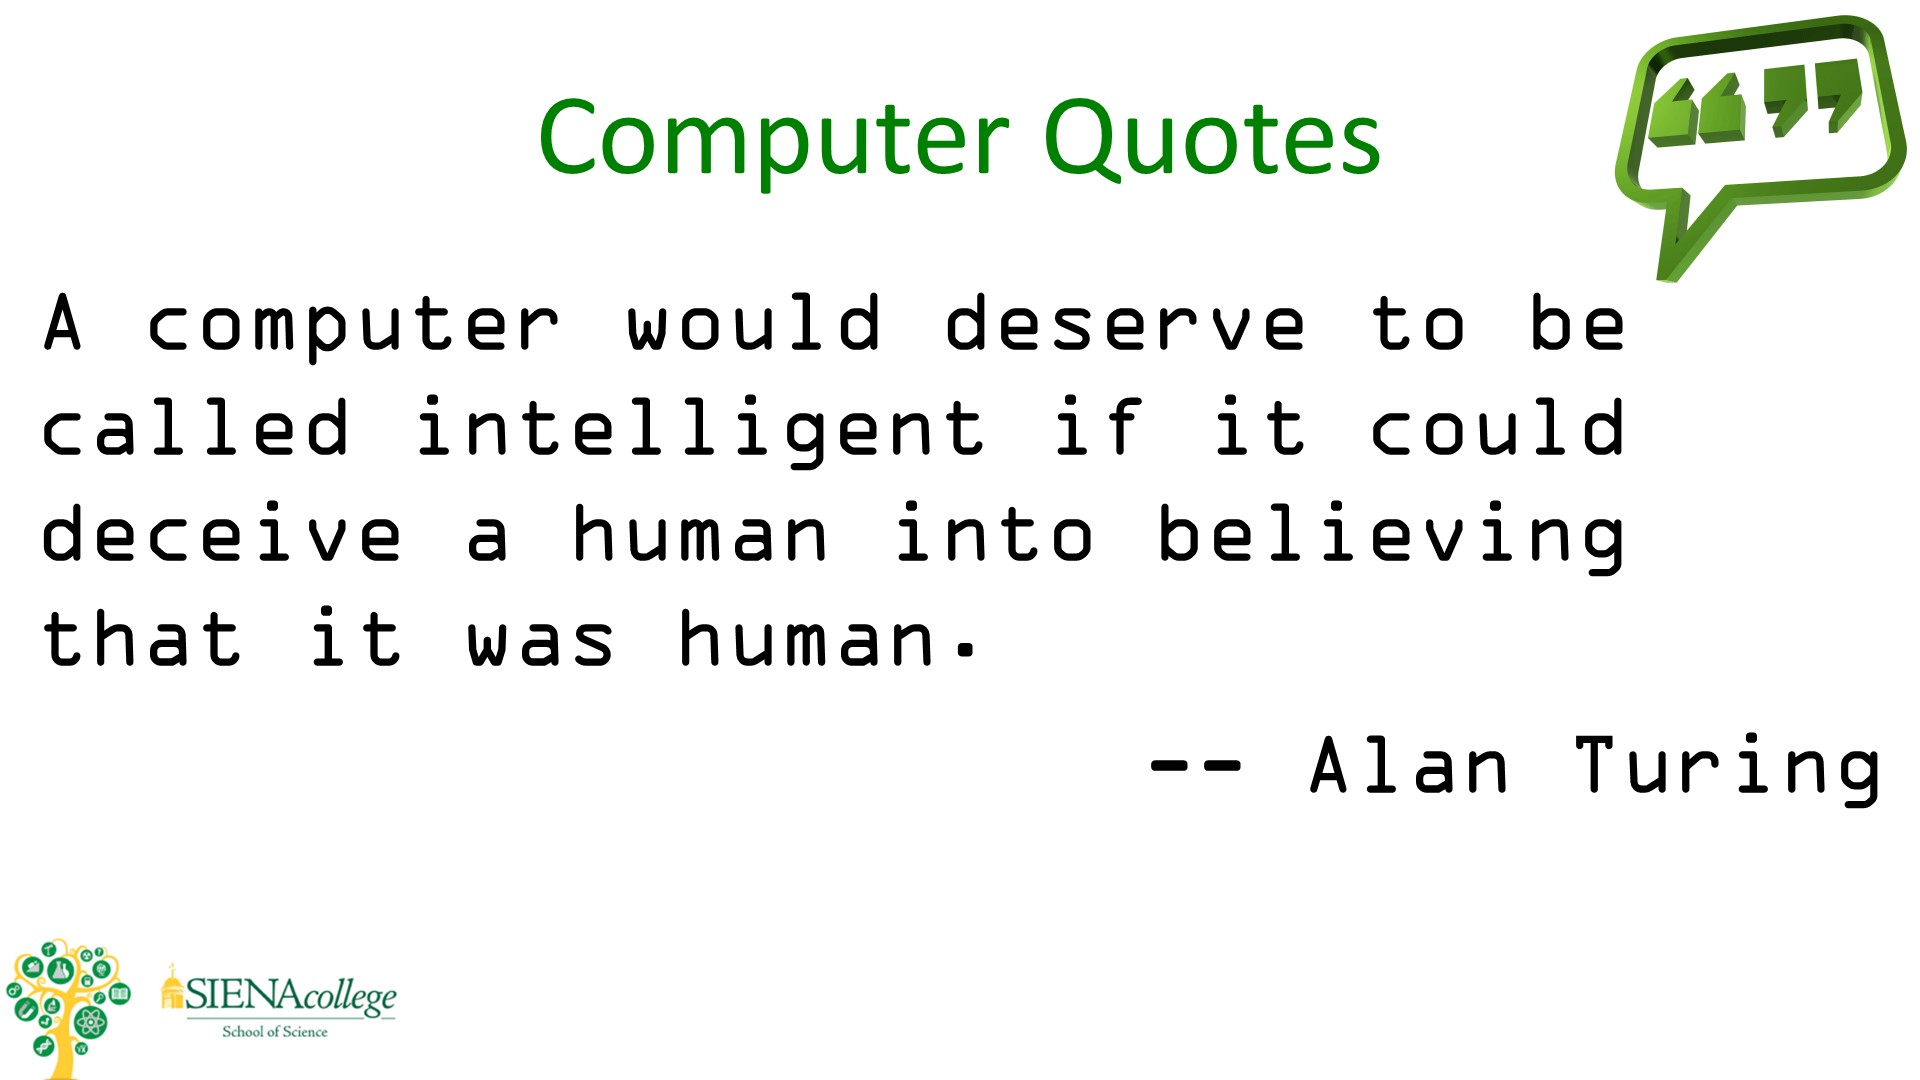 Computer Quotes
A computer would deserve to be
called intelligent if it could
deceive a human into believing
that it was human.
-- Alan Turing
SIENAcollege
School of Science